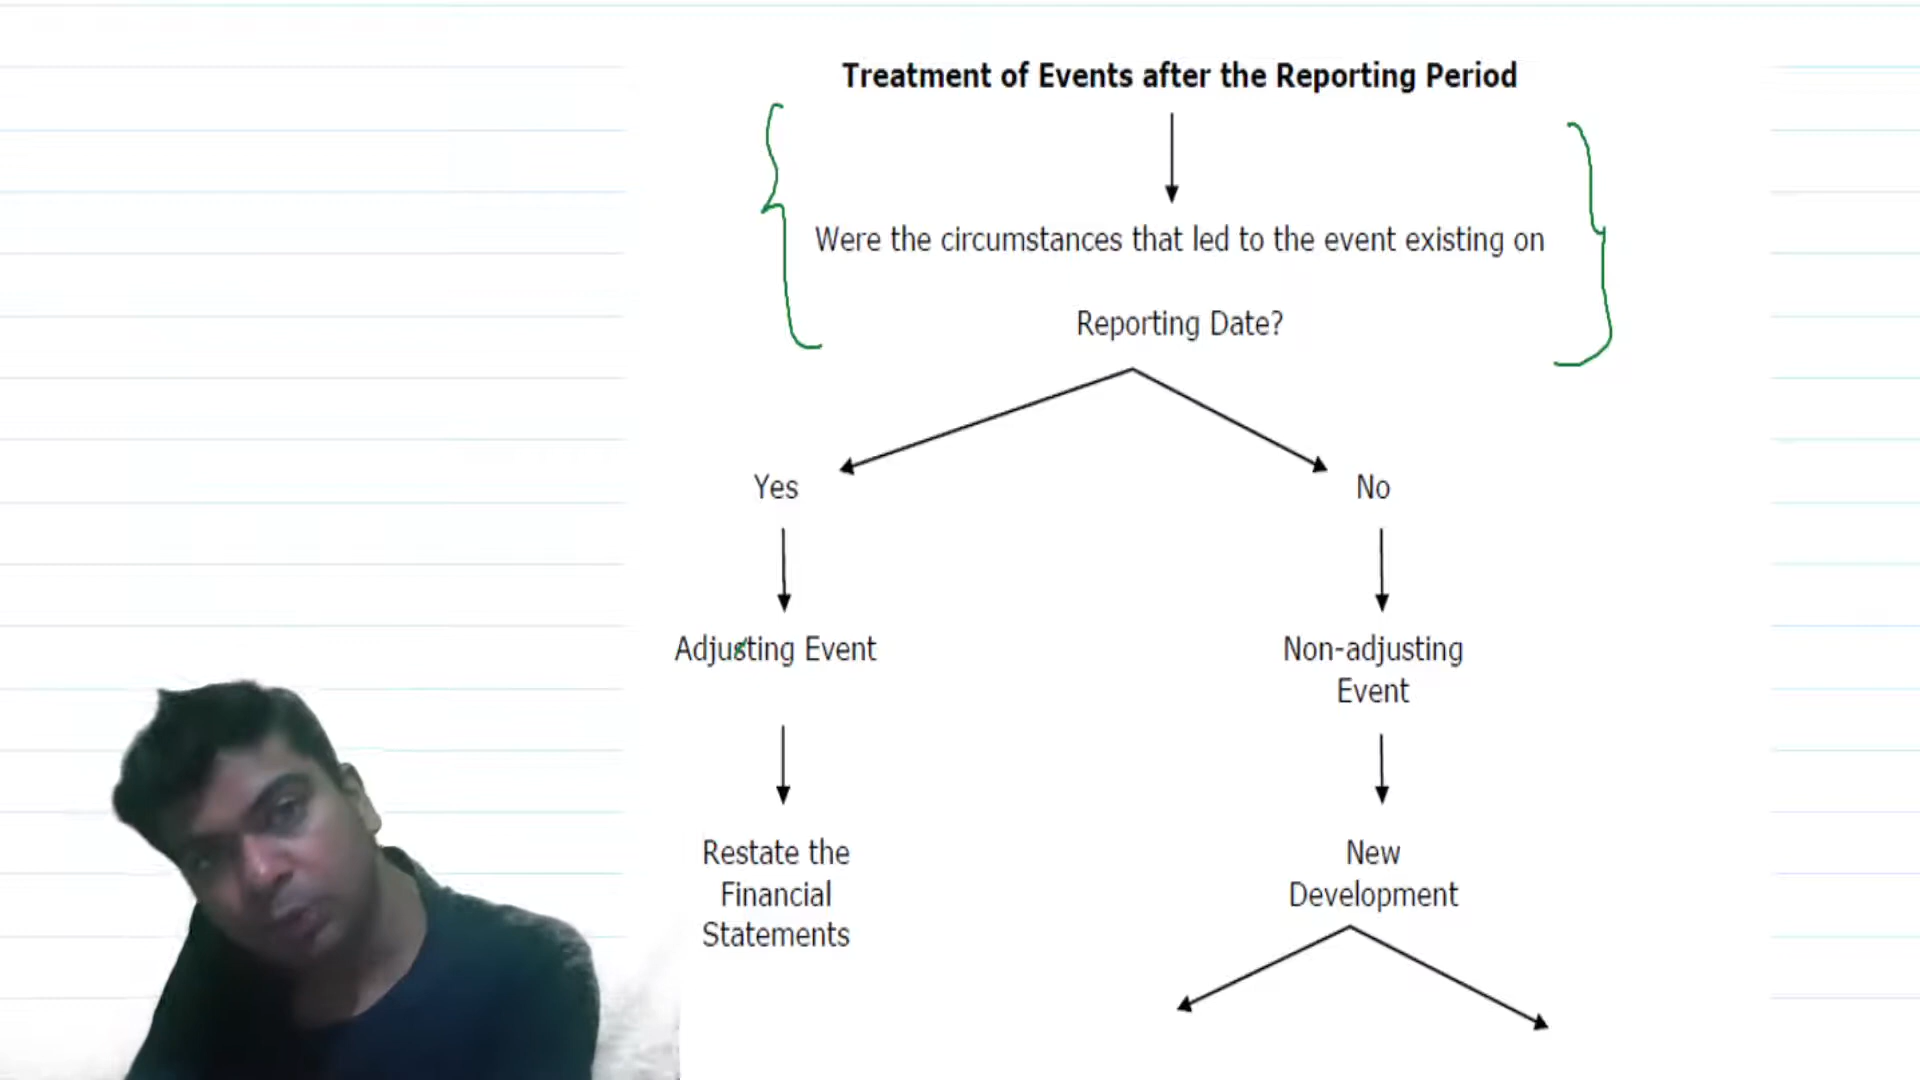 Treatment of Events after the Reporting Period
Were the circumstances that led to the event existing on
Reporting Date?
Yes
No
Adjusting Event
Non-adjusting
Event
Restate the
Financial
Statements
New
Development